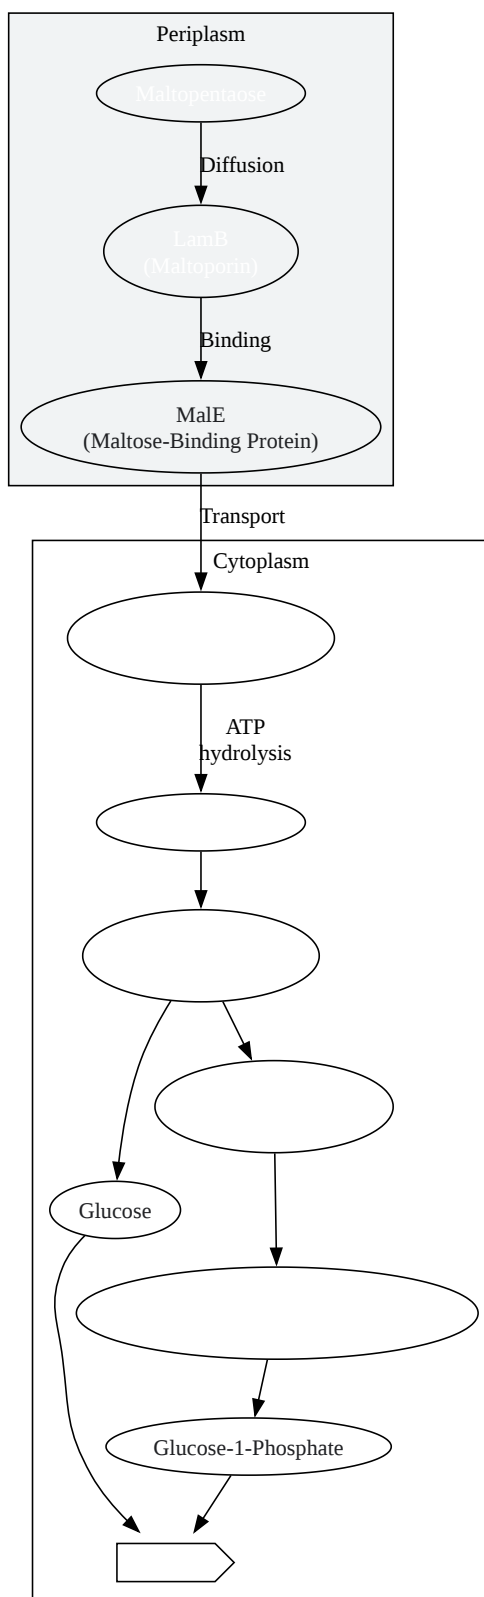 Periplasm
Maltopentaose
Diffusion
LamB
(Maltoporin)
Binding
MalE
(Maltose-Binding Protein)
Transport
Cytoplasm
ATP
hydrolysis
Glucose
Glucose-1-Phosphate